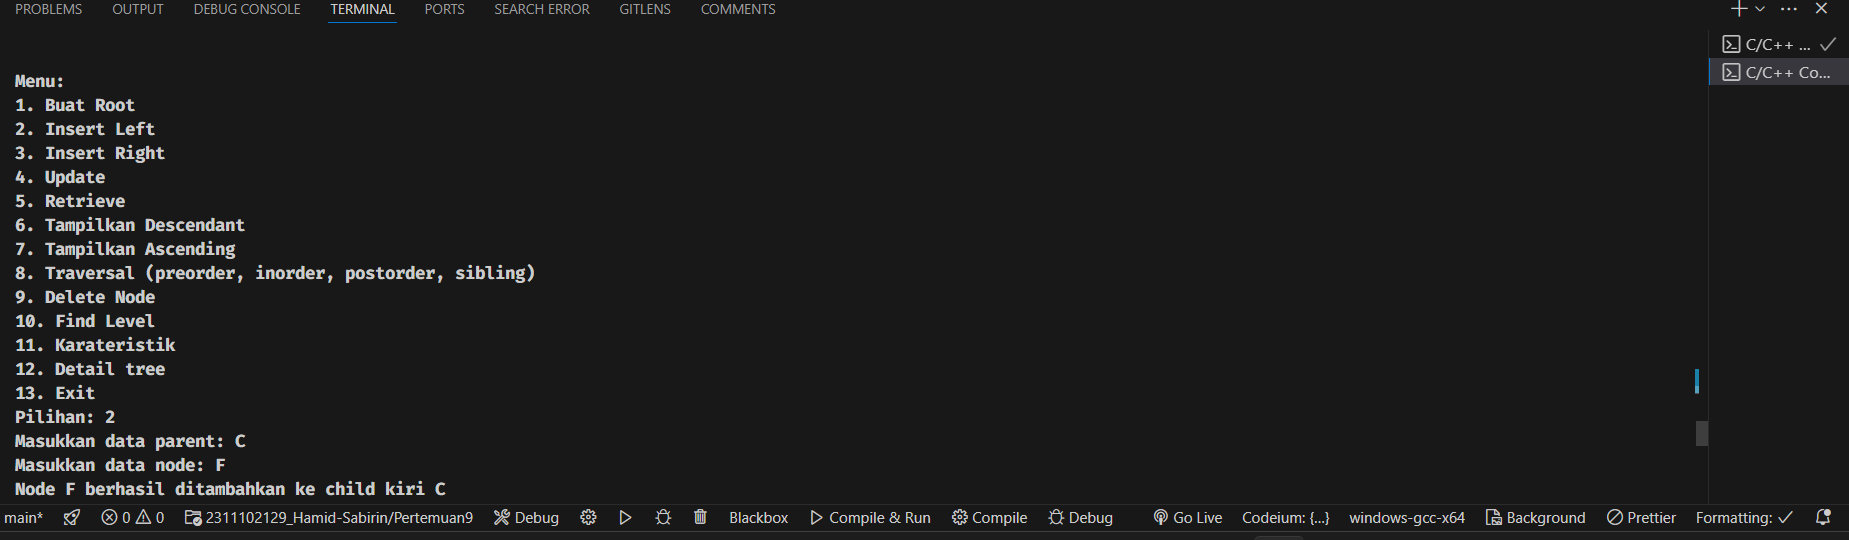 PROBLEMS OUTPUT DEBUG CONSOLE TERMINAL PORTS SEARCH ERROR GITLENS COMMENTS
C/C++ ...
C/C++ Co...
Menu:
1. Buat Root
2. Insert Left
3. Insert Right
4. Update
5. Retrieve
6. Tampilkan Descendant
7. Tampilkan Ascending
8. Traversal (preorder, inorder, postorder, sibling)
9. Delete Node
10. Find Level
11. Karateristik
12. Detail tree
13. Exit
Pilihan: 2
Masukkan data parent: C
Masukkan data node: F
Node F berhasil ditambahkan ke child kiri C
main* 0 0 2311102129_Hamid-Sabirin/Pertemuan9 Debug Blackbox Compile & Run Compile Debug Go Live Codeium: {...} windows-gcc-x64 Background Prettier Formatting: